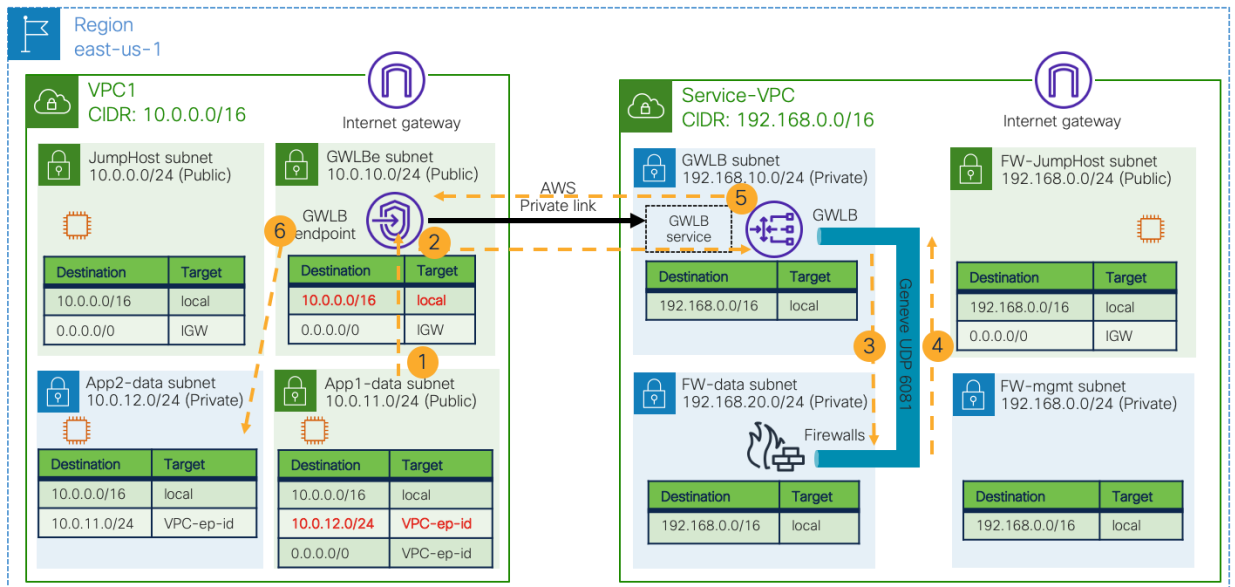 Region
east-us-1
VPC1
CIDR: 10.0.0.0/16
Internet gateway
JumpHost subnet
10.0.0.0/24 (Public)
Destination Target
10.0.0.0/16 local
0.0.0.0/0 IGW
GWLBe subnet
10.0.10.0/24 (Public)
GWLB
endpoint
6
2
Destination Target
10.0.0.0/16 local
0.0.0.0/0 IGW
1
App2-data subnet
10.0.12.0/24 (Private)
Destination Target
10.0.0.0/16 local
10.0.11.0/24 VPC-ep-id
App1-data subnet
10.0.11.0/24 (Public)
Destination Target
10.0.0.0/16 local
10.0.12.0/24 VPC-ep-id
0.0.0.0/0 VPC-ep-id
AWS
Private link
Service-VPC
CIDR: 192.168.0.0/16
Internet gateway
GWLB subnet
192.168.10.0/24 (Private)
5
GWLB
service
GWLB
Destination Target
192.168.0.0/16 local
3
Geneve UDP 6081
4
FW-JumpHost subnet
192.168.0.0/24 (Public)
Destination Target
192.168.0.0/16 local
0.0.0.0/0 IGW
FW-data subnet
192.168.20.0/24 (Private)
Firewalls
Destination Target
192.168.0.0/16 local
FW-mgmt subnet
192.168.0.0/24 (Private)
Destination Target
192.168.0.0/16 local